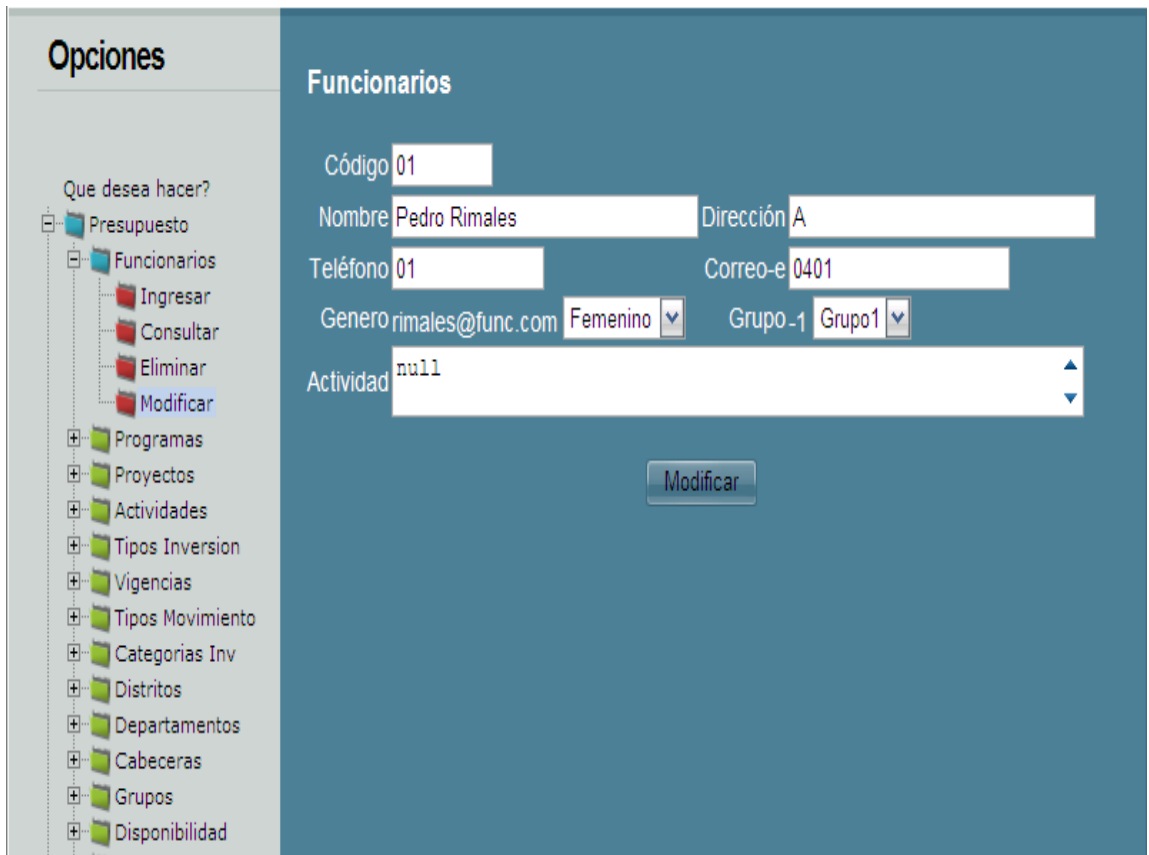 Opciones
Que desea hacer?
Presupuesto
Funcionarios
Ingresar
Consultar
Eliminar
Modificar
Programas
Proyectos
Actividades
Tipos Inversion
Vigencias
Tipos Movimiento
Categorias Inv
Distritos
Departamentos
Cabeceras
Grupos
Disponibilidad
Funcionarios
Código 01
Nombre Pedro Rimales Dirección A
Teléfono 01 Correo-e 0401
Genero rimales@func.com Femenino Grupo -1 Grupo1
Actividad null
Modificar